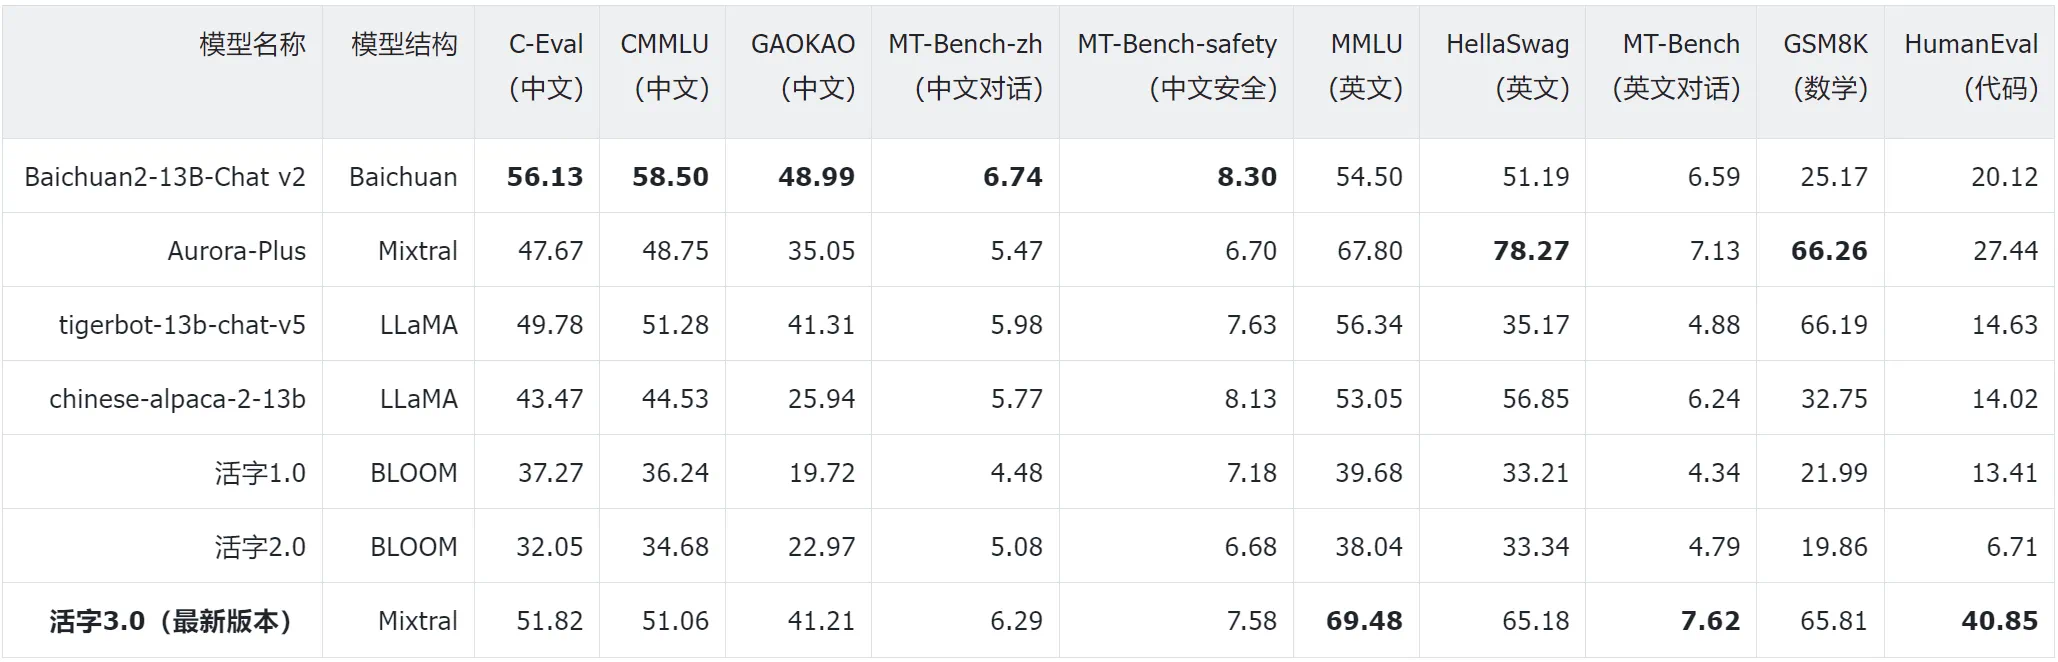 模型名称 模型结构 C-Eval CMMLU GAOKAO MT-Bench-zh MT-Bench-safety MMLU HellaSwag MT-Bench GSM8K HumanEval
(中文) (中文) (中文) (中文对话) (中文安全) (英文) (英文) (英文对话) (数学) (代码)
Baichuan2-13B-Chat v2 Baichuan 56.13 58.50 48.99 6.74 8.30 54.50 51.19 6.59 25.17 20.12
Aurora-Plus Mixtral 47.67 48.75 35.05 5.47 6.70 67.80 78.27 7.13 66.26 27.44
tigerbot-13b-chat-v5 LLaMA 49.78 51.28 41.31 5.98 7.63 56.34 35.17 4.88 66.19 14.63
chinese-alpaca-2-13b LLaMA 43.47 44.53 25.94 5.77 8.13 53.05 56.85 6.24 32.75 14.02
活字1.0 BLOOM 37.27 36.24 19.72 4.48 7.18 39.68 33.21 4.34 21.99 13.41
活字2.0 BLOOM 32.05 34.68 22.97 5.08 6.68 38.04 33.34 4.79 19.86 6.71
活字3.0（最新版本） Mixtral 51.82 51.06 41.21 6.29 7.58 69.48 65.18 7.62 65.81 40.85